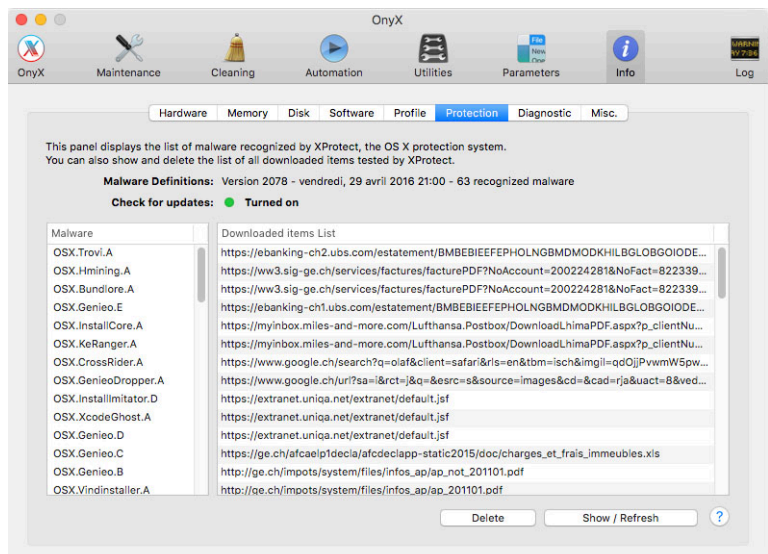 OnyX
File
New
One
WARNI
RY 7:36
OnyX
Maintenance
Cleaning
Automation
Utilities
Parameters
Info
Log
Hardware
Memory
Disk
Software
Profile
Protection
Diagnostic
Misc.
This panel displays the list of malware recognized by XProtect, the OS X protection system.
You can also show and delete the list of all downloaded items tested by XProtect.
Malware Definitions: Version 2078 - vendredi, 29 avril 2016 21:00 - 63 recognized malware
Check for updates: Turned on
Malware
OSX.Trovi.A
OSX.Hmining.A
OSX.Bundlore.A
OSX.Genieo.E
OSX.InstallCore.A
OSX.KeRanger.A
OSX.CrossRider.A
OSX.GenieoDropper.A
OSX.InstallImitator.D
OSX.XcodeGhost.A
OSX.Genieo.D
OSX.Genieo.C
OSX.Genieo.B
OSX.Vindinstaller.A
Downloaded items List
https://ebanking-ch2.ubs.com/estatement/BMBEBIEEFEPHOLNGBMDMODKHILBGLOBGOIODE...
https://ww3.sig-ge.ch/services/factures/facturePDF?NoAccount=200224281&NoFact=822339...
https://ww3.sig-ge.ch/services/factures/facturePDF?NoAccount=200224281&NoFact=822339...
https://ebanking-ch1.ubs.com/estatement/BMBEBIEEFEPHOLNGBMDMODKHILBGLOBGOIODE...
https://myinbox.miles-and-more.com/Lufthansa.Postbox/DownloadLhimaPDF.aspx?p_clientNu...
https://myinbox.miles-and-more.com/Lufthansa.Postbox/DownloadLhimaPDF.aspx?p_clientNu...
https://www.google.ch/search?q=olaf&client=safari&rls=en&tbm=isch&imgil=qdOjjPvwmW5pw...
https://www.google.ch/url?sa=i&rct=j&q=&esrc=s&source=images&cd=&cad=rja&uact=8&ved...
https://extranet.uniqa.net/extranet/default.jsf
https://extranet.uniqa.net/extranet/default.jsf
https://extranet.uniqa.net/extranet/default.jsf
https://ge.ch/afcaelp1decla/afcdeclapp-static2015/doc/charges_et_frais_immeubles.xls
http://ge.ch/impots/system/files/infos_ap/ap_not_201101.pdf
http://ge.ch/impots/system/files/infos_ap/ap_201101.pdf
Delete
Show / Refresh
?